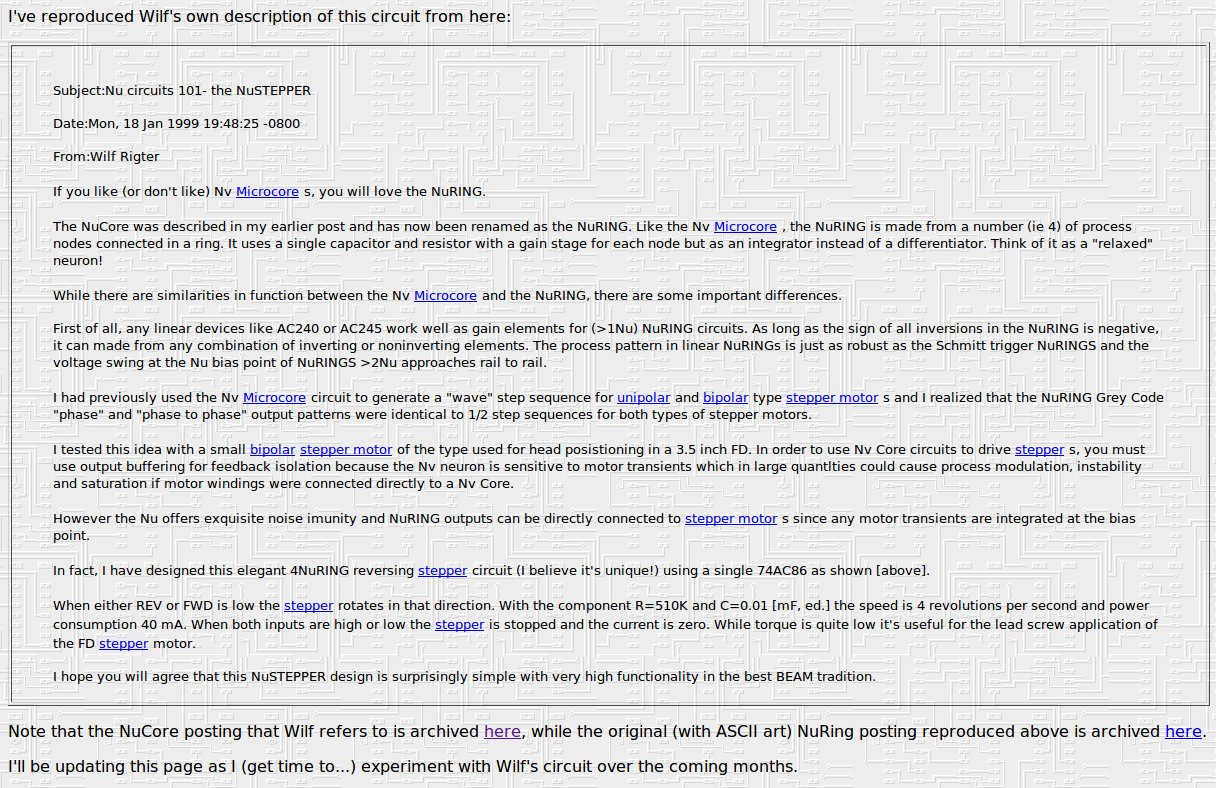 I've reproduced Wilf's own description of this circuit from here:
Subject:Nu circuits 101- the NuSTEPPER
Date:Mon, 18 Jan 1999 19:48:25 -0800
From:Wilf Rigter
If you like (or don't like) Nv Microcore s, you will love the NuRING.
The NuCore was described in my earlier post and has now been renamed as the NuRING. Like the Nv Microcore , the NuRING is made from a number (ie 4) of process
nodes connected in a ring. It uses a single capacitor and resistor with a gain stage for each node but as an integrator instead of a differentiator. Think of it as a "relaxed"
neuron!
While there are similarities in function between the Nv Microcore and the NuRING, there are some important differences.
First of all, any linear devices like AC240 or AC245 work well as gain elements for (>1Nu) NuRING circuits. As long as the sign of all inversions in the NuRING is negative,
it can made from any combination of inverting or noninverting elements. The process pattern in linear NuRINGs is just as robust as the Schmitt trigger NuRINGS and the
voltage swing at the Nu bias point of NuRINGS >2Nu approaches rail to rail.
I had previously used the Nv Microcore circuit to generate a "wave" step sequence for unipolar and bipolar type stepper motor s and I realized that the NuRING Grey Code
"phase" and "phase to phase" output patterns were identical to 1/2 step sequences for both types of stepper motors.
I tested this idea with a small bipolar stepper motor of the type used for head posistioning in a 3.5 inch FD. In order to use Nv Core circuits to drive stepper s, you must
use output buffering for feedback isolation because the Nv neuron is sensitive to motor transients which in large quantIties could cause process modulation, instability
and saturation if motor windings were connected directly to a Nv Core.
However the Nu offers exquisite noise imunity and NuRING outputs can be directly connected to stepper motor s since any motor transients are integrated at the bias
point.
In fact, I have designed this elegant 4NuRING reversing stepper circuit (I believe it's unique!) using a single 74AC86 as shown [above].
When either REV or FWD is low the stepper rotates in that direction. With the component R=510K and C=0.01 [mF, ed.] the speed is 4 revolutions per second and power
consumption 40 mA. When both inputs are high or low the stepper is stopped and the current is zero. While torque is quite low it's useful for the lead screw application of
the FD stepper motor.
I hope you will agree that this NuSTEPPER design is surprisingly simple with very high functionality in the best BEAM tradition.
Note that the NuCore posting that Wilf refers to is archived here, while the original (with ASCII art) NuRing posting reproduced above is archived here.
I'll be updating this page as I (get time to...) experiment with Wilf's circuit over the coming months.